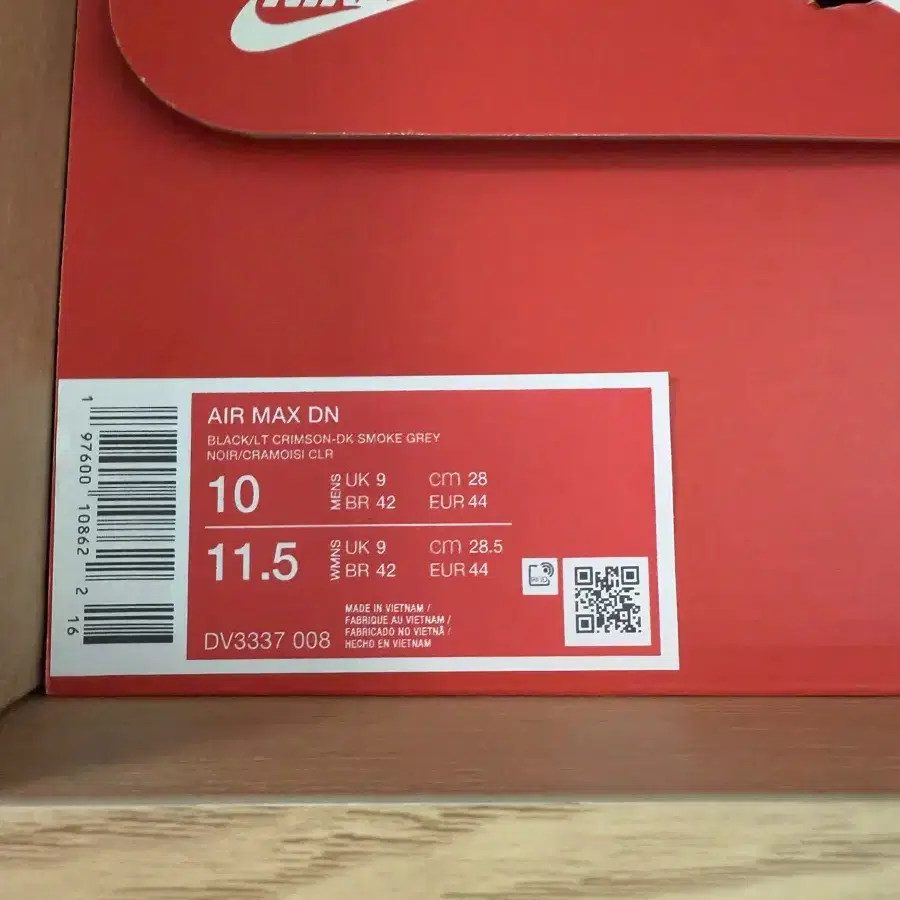 AIR MAX DN
BLACK/LT CRIMSON-DK SMOKE GREY
NOIR/CRAMOISI CLR
10 MENS UK 9 cm 28
BR 42 EUR 44
11.5 WMNS UK 9 cm 28.5
BR 42 EUR 44
DV3337 008
MADE IN VIETNAM /
FABRIQUE AU VIETNAM /
FABRICADO NO VIETNÃ /
HECHO EN VIETNAM
RFID
1 97600 10862 2 16